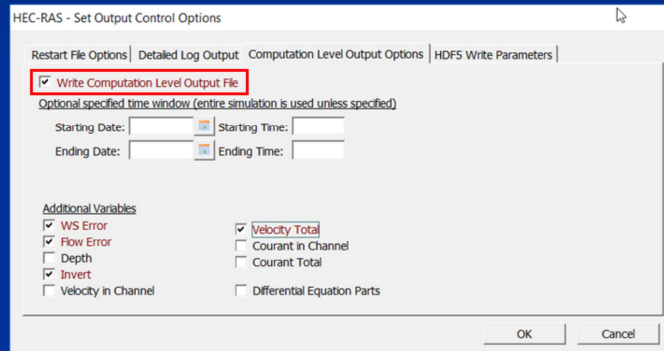 HEC-RAS - Set Output Control Options
Restart File Options Detailed Log Output Computation Level Output Options HDF5 Write Parameters
Write Computation Level Output File
Optional specified time window (entire simulation is used unless specified)
Starting Date: Starting Time:
Ending Date: Ending Time:
Additional Variables
WS Error Velocity Total
Flow Error Courant in Channel
Depth Courant Total
Invert
Velocity in Channel Differential Equation Parts
OK Cancel